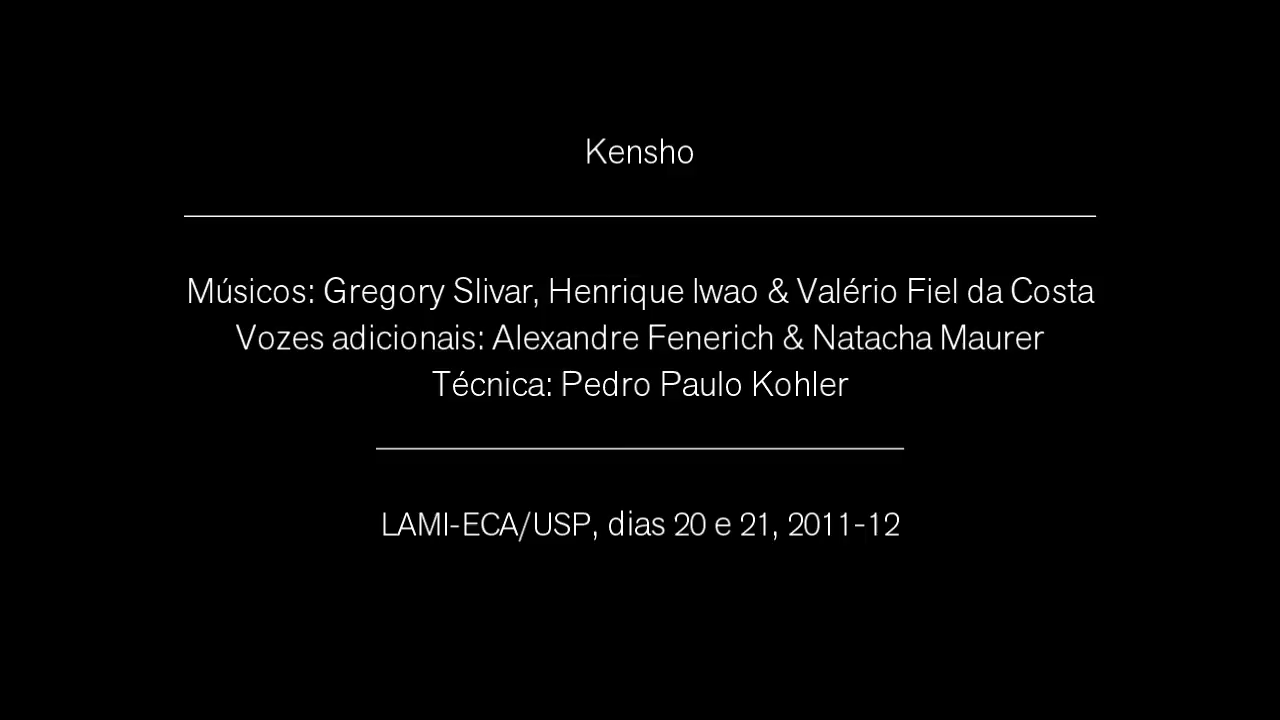 Kensho
Músicos: Gregory Slivar, Henrique Iwao & Valério Fiel da Costa
Vozes adicionais: Alexandre Fenerich & Natacha Maurer
Técnica: Pedro Paulo Kohler
LAMI-ECA/USP, dias 20 e 21, 2011-12